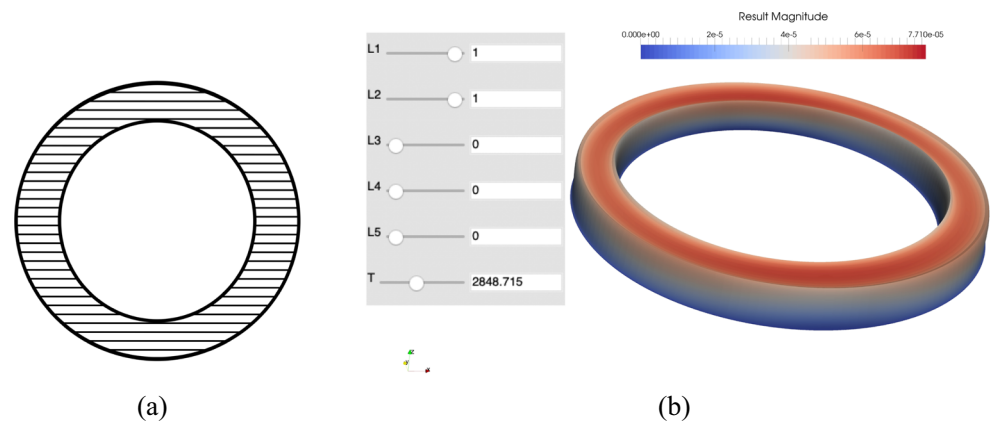 Result Magnitude
0.000e+00 2e-5 4e-5 6e-5 7.710e-05
L1 1
L2 1
L3 0
L4 0
L5 0
T 2848.715
(a) (b)